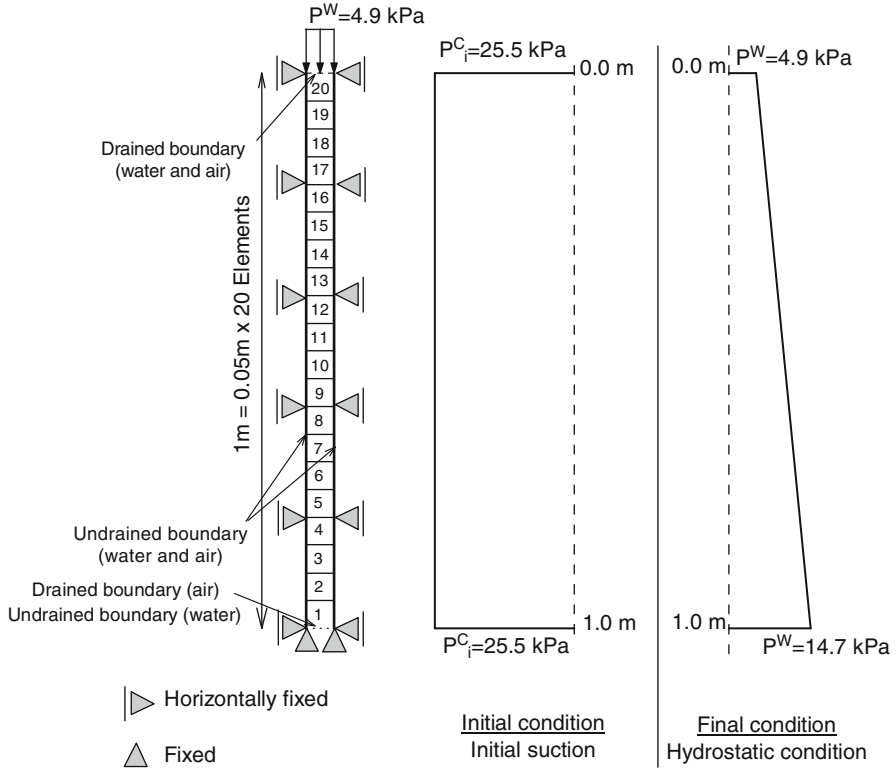 P^W=4.9 kPa
20
19
18
17
16
15
14
13
12
11
10
9
8
7
6
5
4
3
2
1
Drained boundary
(water and air)
1m = 0.05m x 20 Elements
Undrained boundary
(water and air)
Drained boundary (air)
Undrained boundary (water)
Horizontally fixed
Fixed
P^C_i=25.5 kPa
0.0 m
1.0 m
P^C_i=25.5 kPa
Initial condition
Initial suction
0.0 m
P^W=4.9 kPa
1.0 m
P^W=14.7 kPa
Final condition
Hydrostatic condition